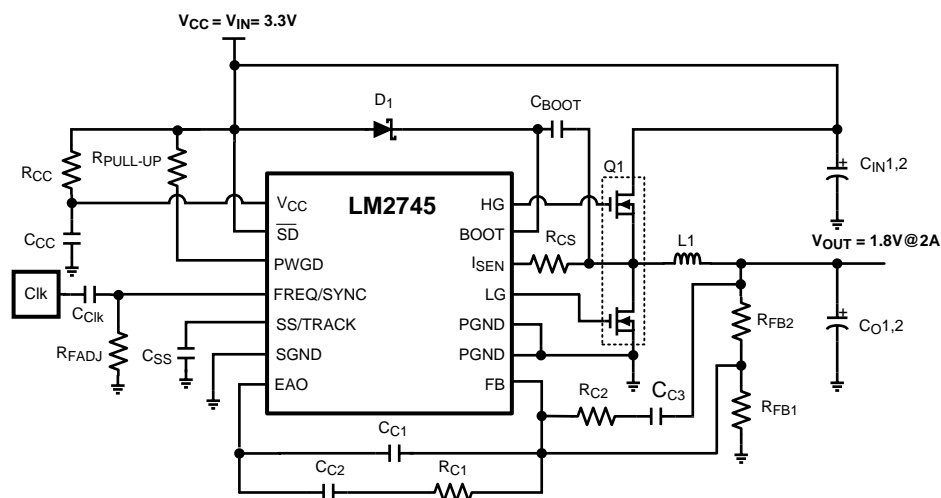 VCC = VIN= 3.3V
D1
CBOOT
RCC
RPULL-UP
Q1
CIN1,2
LM2745
VCC
HG
SD
BOOT
RCS
L1
VOUT = 1.8V@2A
CCC
PWGD
ISEN
Clk
FREQ/SYNC
LG
CClk
SS/TRACK
PGND
RFB2
CO1,2
RFADJ
CSS
SGND
PGND
EAO
FB
RC2
CC3
RFB1
CC1
CC2
RC1